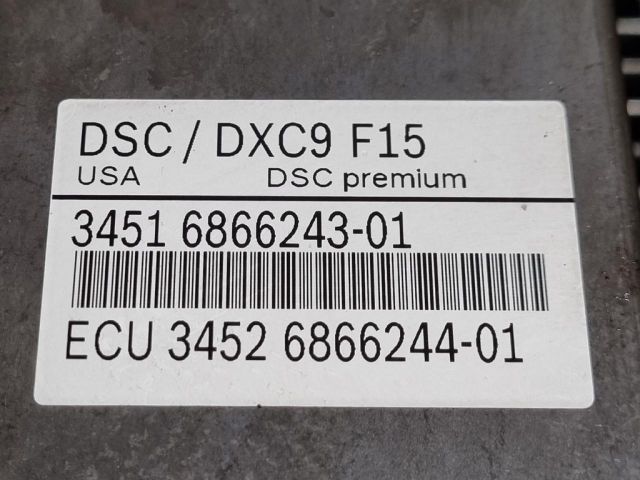 DSC / DXC9 F15
USA DSC premium
3451 6866243-01
ECU 3452 6866244-01